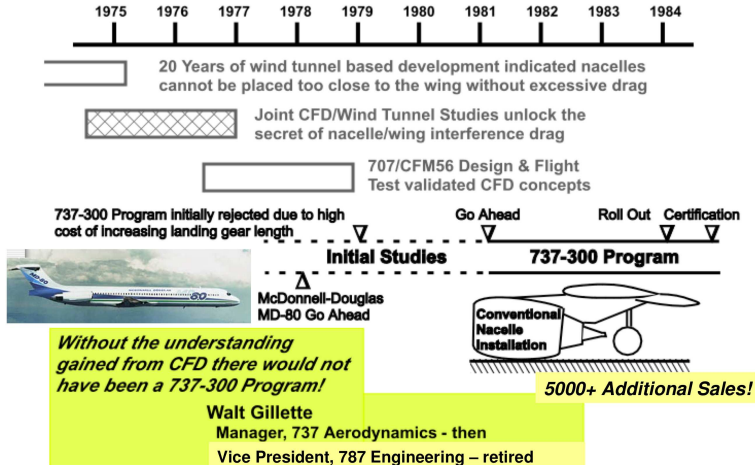 1975 1976 1977 1978 1979 1980 1981 1982 1983 1984
20 Years of wind tunnel based development indicated nacelles
cannot be placed too close to the wing without excessive drag
Joint CFD/Wind Tunnel Studies unlock the
secret of nacelle/wing interference drag
707/CFM56 Design & Flight
Test validated CFD concepts
737-300 Program initially rejected due to high
cost of increasing landing gear length
Go Ahead
Roll Out
Certification
Initial Studies
737-300 Program
MD-80
80
McDonnell-Douglas
MD-80 Go Ahead
Conventional
Nacelle
Installation
Without the understanding
gained from CFD there would not
have been a 737-300 Program!
5000+ Additional Sales!
Walt Gillette
Manager, 737 Aerodynamics - then
Vice President, 787 Engineering – retired